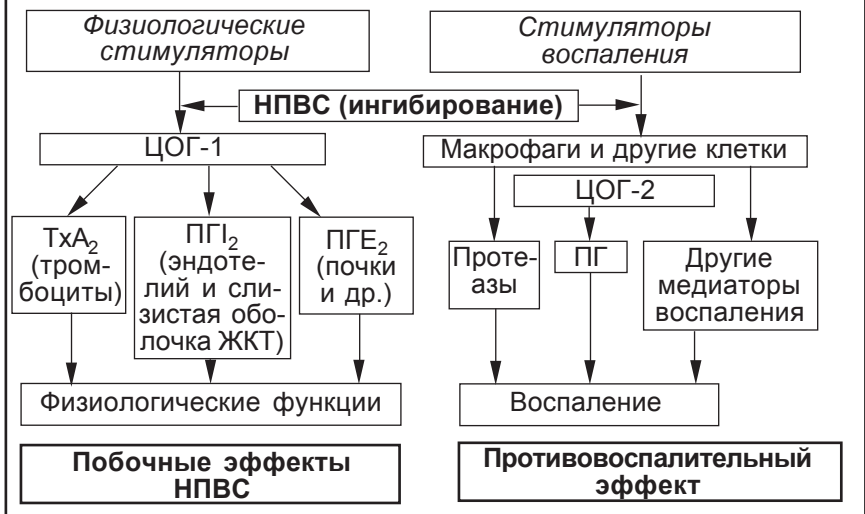 Физиологические
стимуляторы
Стимуляторы
воспаления
НПВС (ингибирование)
ЦОГ-1
Макрофаги и другие клетки
ЦОГ-2
TxA₂
(тром-
боциты)
ПГI₂
(эндоте-
лий и сли-
зистая обо-
лочка ЖКТ)
ПГЕ₂
(почки
и др.)
Проте-
азы
ПГ
Другие
медиаторы
воспаления
Физиологические функции
Воспаление
Побочные эффекты
НПВС
Противовоспалительный
эффект